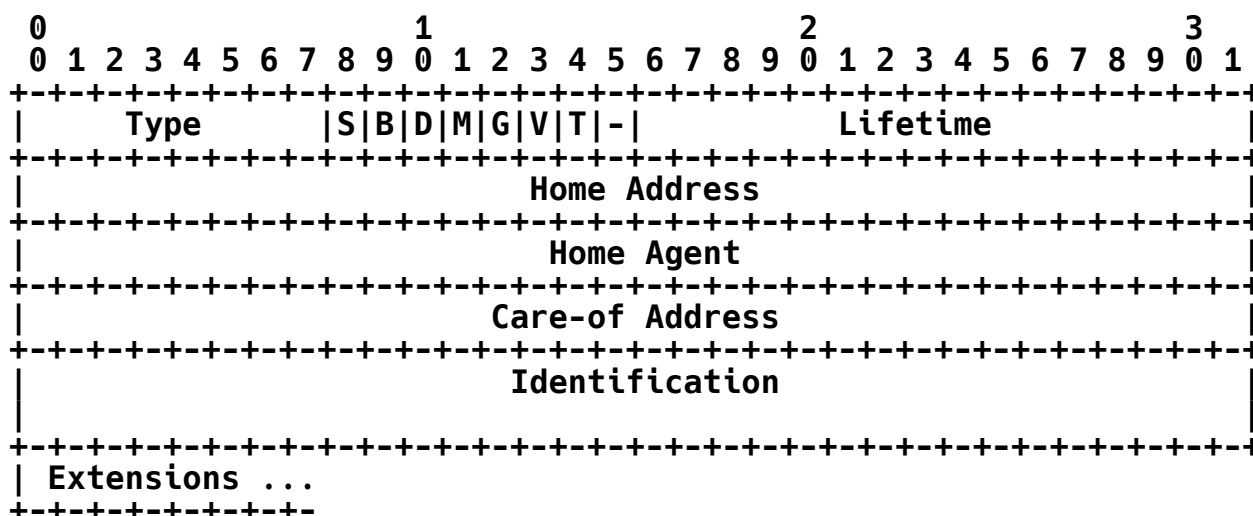 0                   1                   2                   3
 0 1 2 3 4 5 6 7 8 9 0 1 2 3 4 5 6 7 8 9 0 1 2 3 4 5 6 7 8 9 0 1
+-+-+-+-+-+-+-+-+-+-+-+-+-+-+-+-+-+-+-+-+-+-+-+-+-+-+-+-+-+-+-+-+
|     Type      |S|B|D|M|G|V|T|-|          Lifetime             |
+-+-+-+-+-+-+-+-+-+-+-+-+-+-+-+-+-+-+-+-+-+-+-+-+-+-+-+-+-+-+-+-+
|                          Home Address                         |
+-+-+-+-+-+-+-+-+-+-+-+-+-+-+-+-+-+-+-+-+-+-+-+-+-+-+-+-+-+-+-+-+
|                           Home Agent                          |
+-+-+-+-+-+-+-+-+-+-+-+-+-+-+-+-+-+-+-+-+-+-+-+-+-+-+-+-+-+-+-+-+
|                        Care-of Address                        |
+-+-+-+-+-+-+-+-+-+-+-+-+-+-+-+-+-+-+-+-+-+-+-+-+-+-+-+-+-+-+-+-+
|                         Identification                        |
|                                                               |
+-+-+-+-+-+-+-+-+-+-+-+-+-+-+-+-+-+-+-+-+-+-+-+-+-+-+-+-+-+-+-+-+
| Extensions ...
+-+-+-+-+-+-+-+-